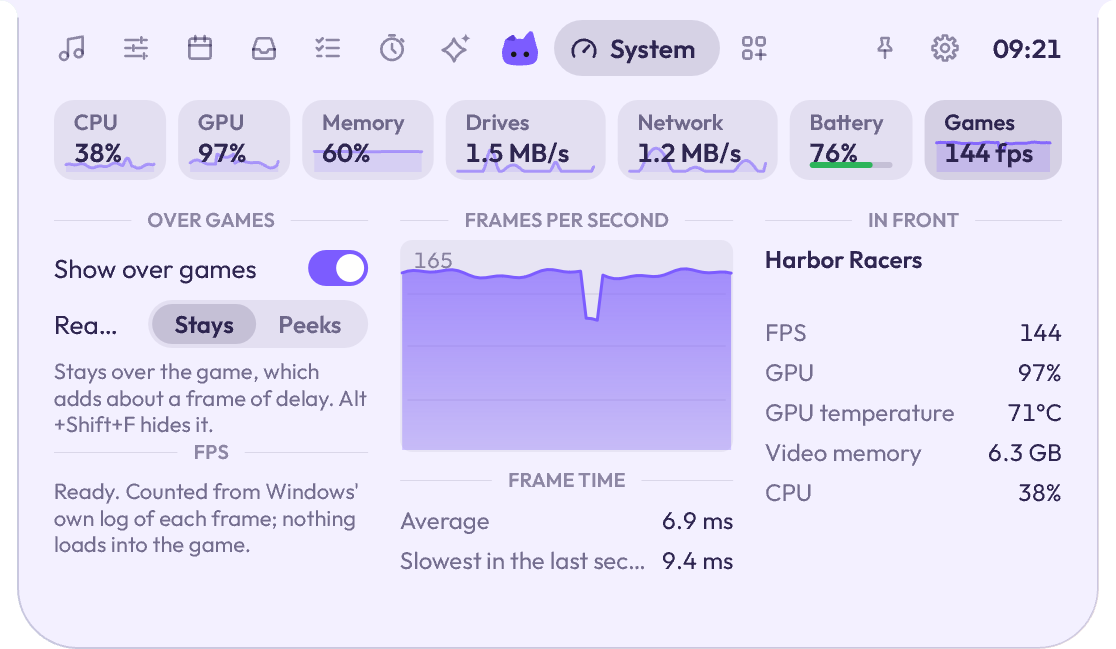 System
09:21
CPU
38%
GPU
97%
Memory
60%
Drives
1.5 MB/s
Network
1.2 MB/s
Battery
76%
Games
144 fps
OVER GAMES
Show over games
Rea...
Stays
Peeks
Stays over the game, which
adds about a frame of delay. Alt
+Shift+F hides it.
FPS
Ready. Counted from Windows'
own log of each frame; nothing
loads into the game.
FRAMES PER SECOND
165
FRAME TIME
Average 6.9 ms
Slowest in the last sec... 9.4 ms
IN FRONT
Harbor Racers
FPS 144
GPU 97%
GPU temperature 71°C
Video memory 6.3 GB
CPU 38%